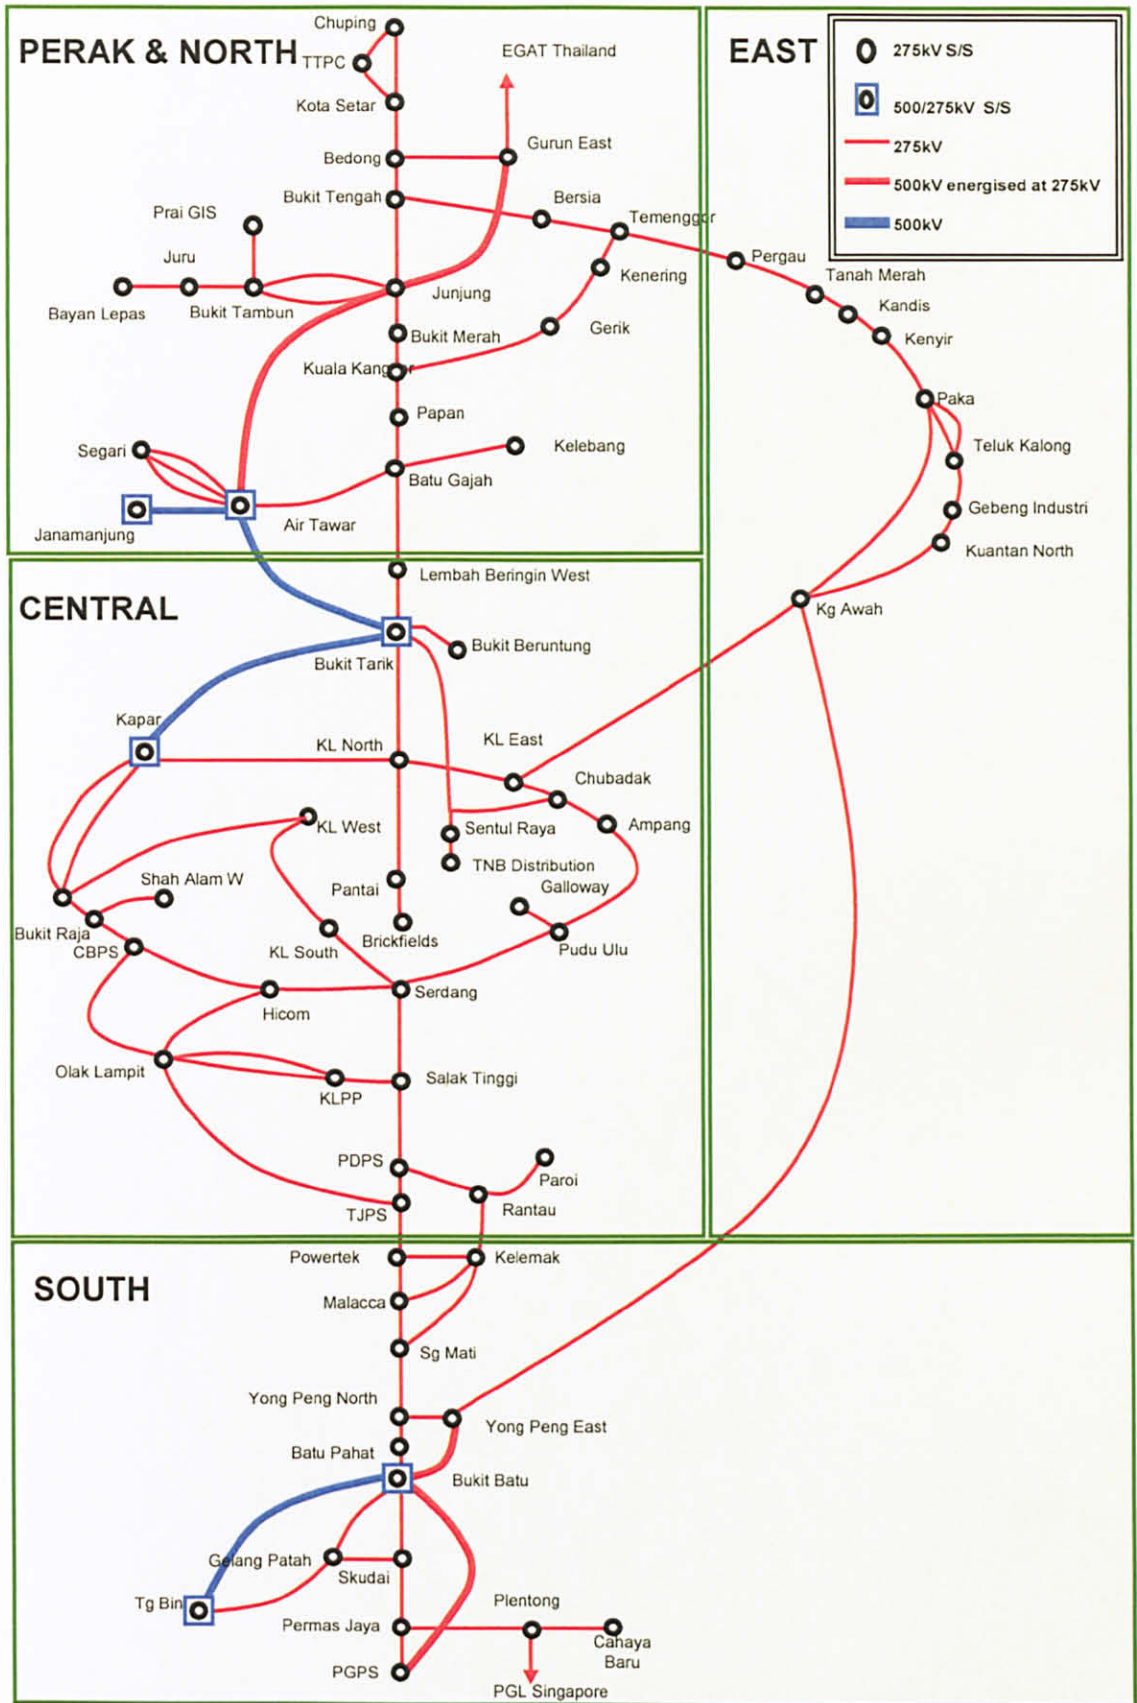 PERAK & NORTH
EAST
275kV S/S
500/275kV S/S
275kV
500kV energised at 275kV
500kV
Chuping
TTPC
EGAT Thailand
Kota Setar
Bedong
Gurun East
Bukit Tengah
Bersia
Prai GIS
Temenggor
Juru
Kenering
Pergau
Tanah Merah
Bayan Lepas
Bukit Tambun
Junjung
Kandis
Bukit Merah
Gerik
Kenyir
Kuala Kangsar
Paka
Papan
Segari
Kelebang
Teluk Kalong
Batu Gajah
Janamanjung
Air Tawar
Gebeng Industri
Kuantan North
CENTRAL
Lembah Beringin West
Kg Awah
Bukit Tarik
Bukit Beruntung
Kapar
KL North
KL East
Chubadak
KL West
Sentul Raya
Ampang
Shah Alam W
Pantai
TNB Distribution
Galloway
Bukit Raja
CBPS
KL South
Brickfields
Pudu Ulu
Hicom
Serdang
Olak Lampit
KLPP
Salak Tinggi
PDPS
Paroi
TJPS
Rantau
SOUTH
Powertek
Kelemak
Malacca
Sg Mati
Yong Peng North
Yong Peng East
Batu Pahat
Bukit Batu
Gelang Patah
Skudai
Tg Bin
Plentong
Permas Jaya
Cahaya
Baru
PGPS
PGL Singapore